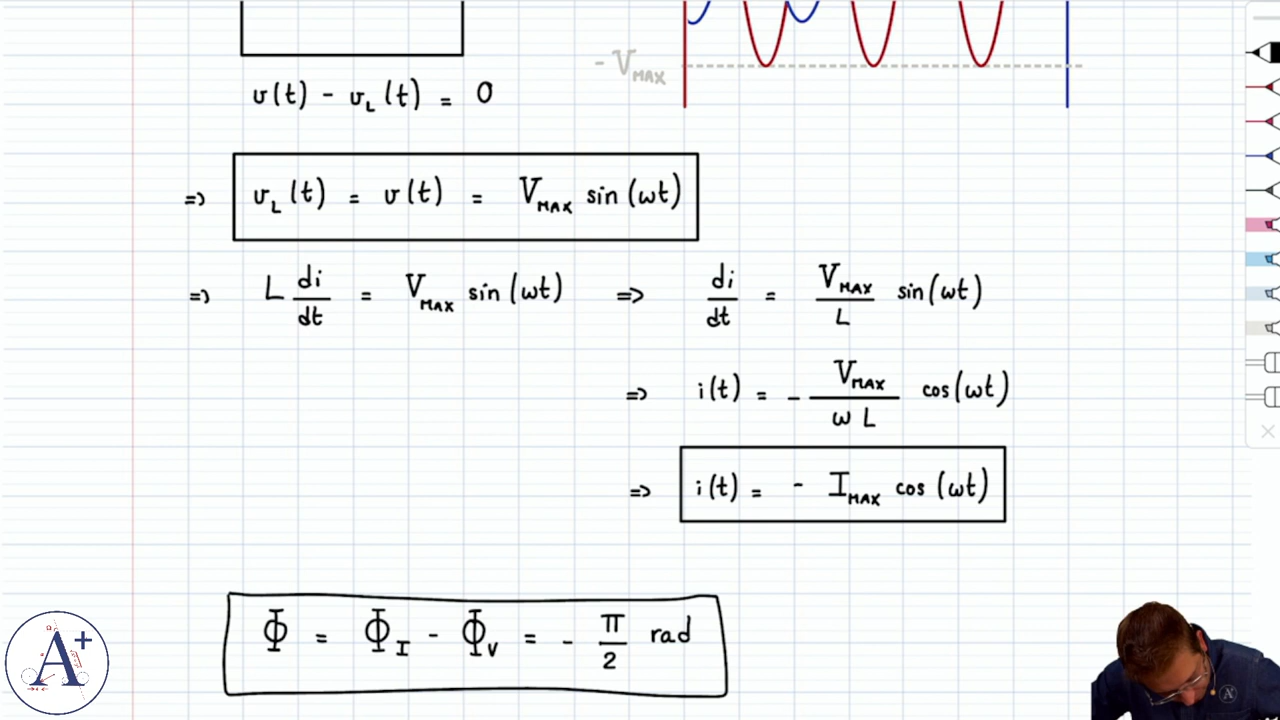 - V_MAX
v(t) - v_L(t) = 0
=> v_L(t) = v(t) = V_MAX sin(ωt)
=> L di/dt = V_MAX sin(ωt) => di/dt = V_MAX/L sin(ωt)
=> i(t) = - V_MAX/ω L cos(ωt)
=> i(t) = - I_MAX cos(ωt)
Φ = Φ_I - Φ_V = - π/2 rad
A+